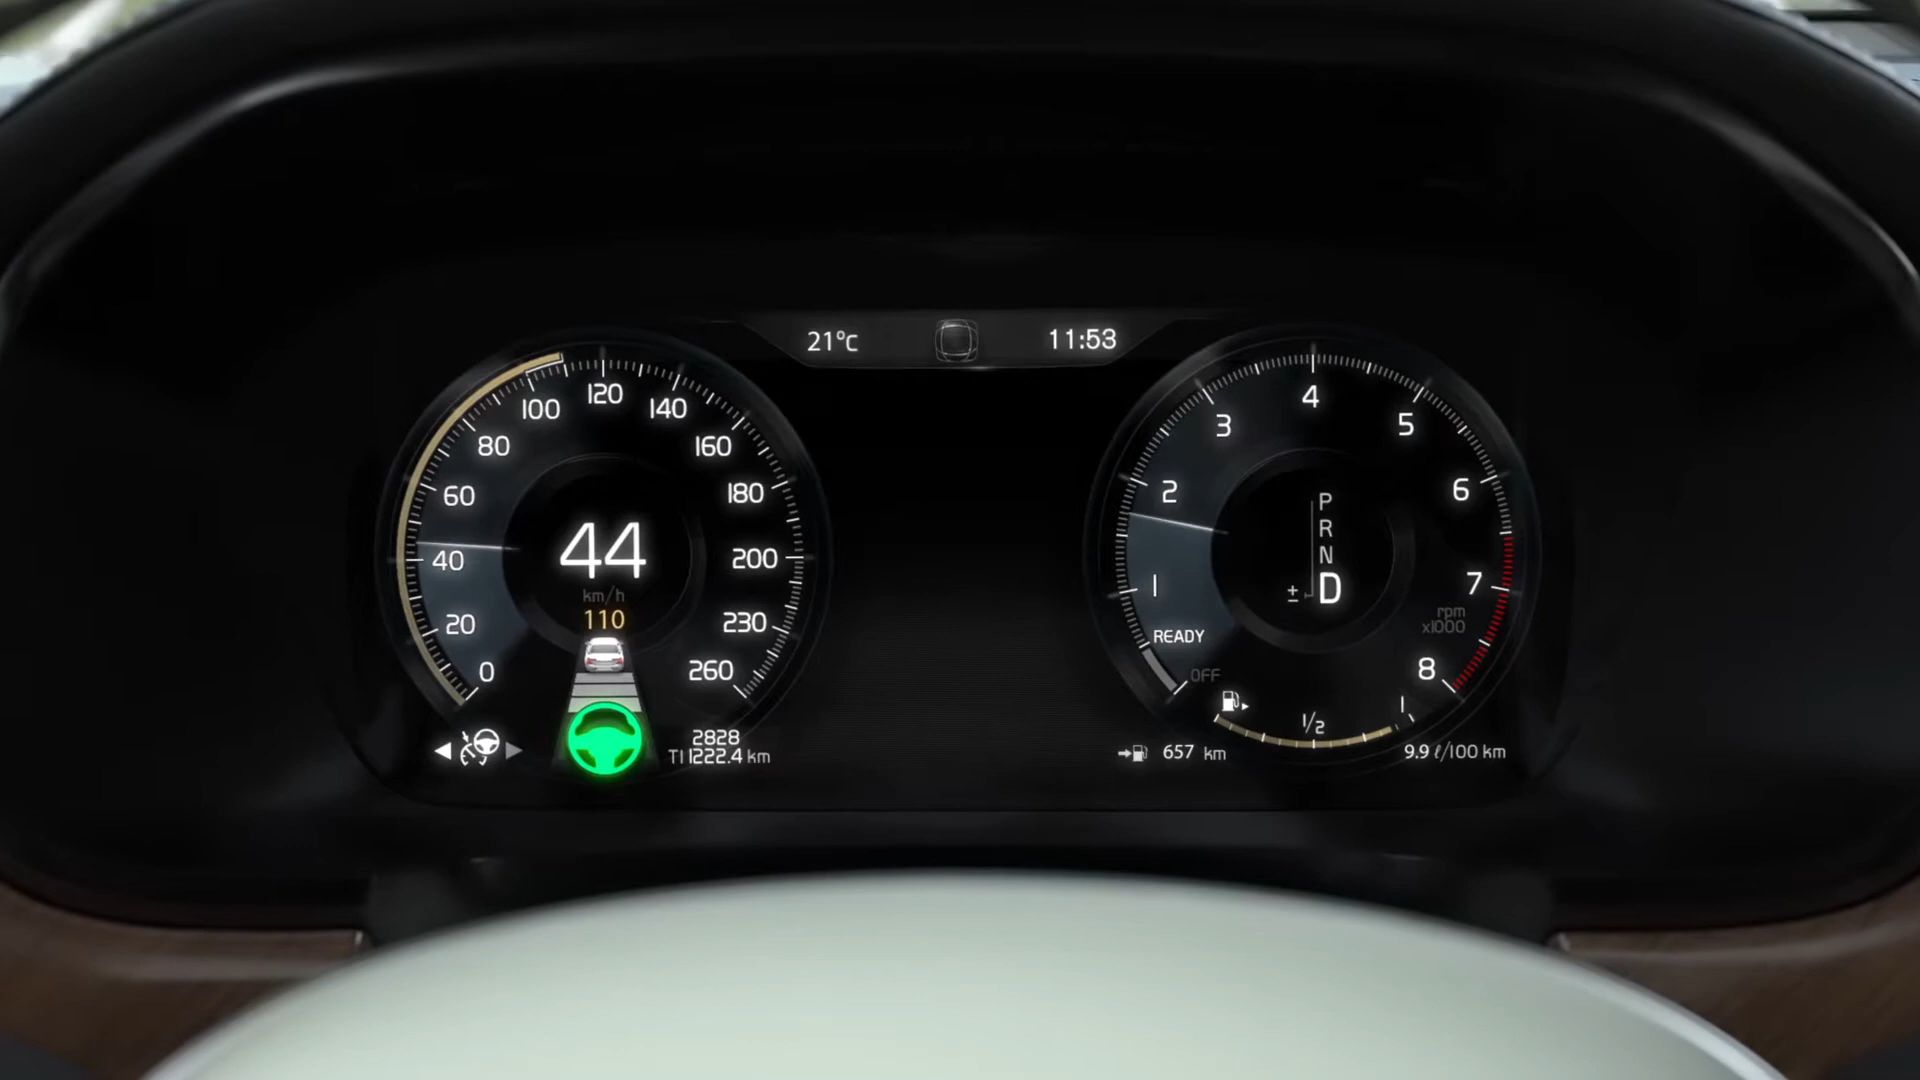 21°C
11:53
0
20
40
60
80
100
120
140
160
180
200
230
260
44
km/h
110
2828
T1 1222.4 km
OFF
READY
1
2
3
4
5
6
7
8
rpm
x1000
P
R
N
± D
1/2
1
657 km
9.9 ℓ/100 km